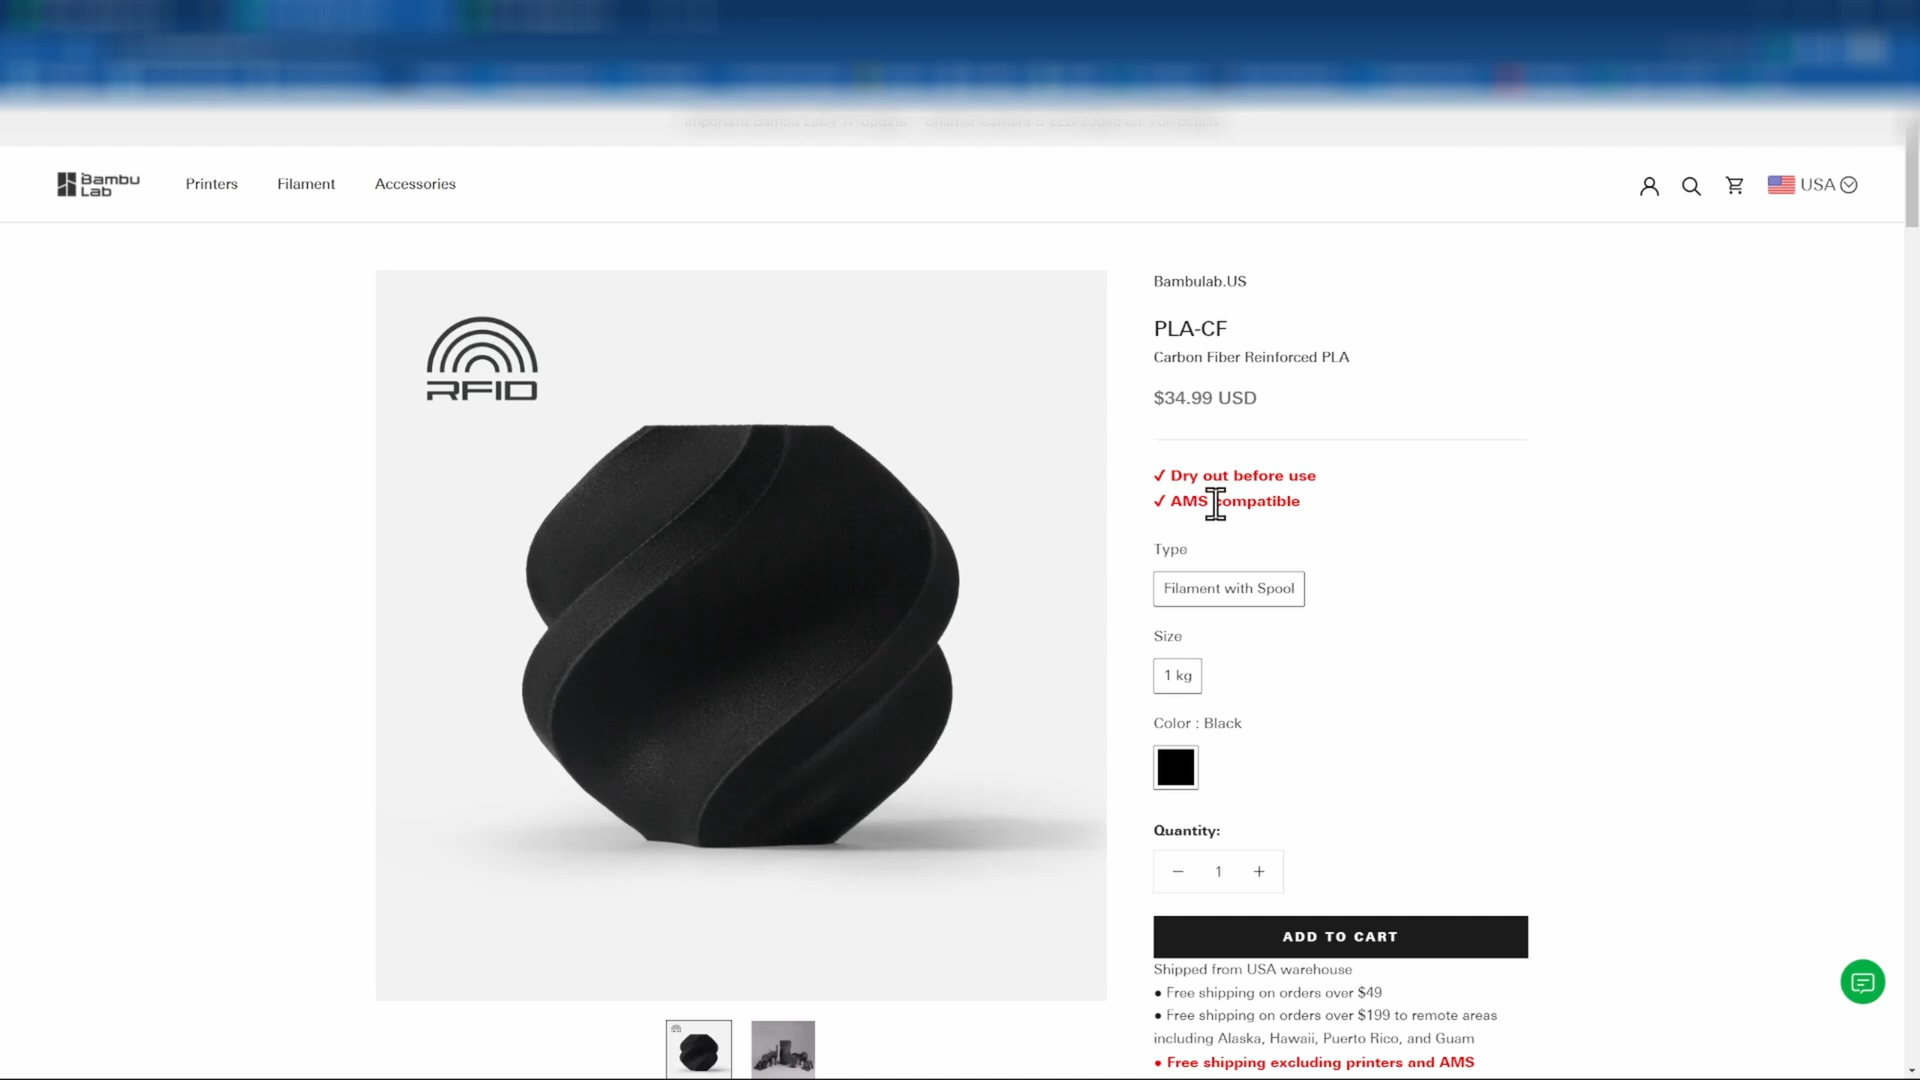 Bambu
Lab
Printers
Filament
Accessories
USA
RFID
Bambulab.US
PLA-CF
Carbon Fiber Reinforced PLA
$34.99 USD
✓ Dry out before use
✓ AMS compatible
Type
Filament with Spool
Size
1 kg
Color : Black
Quantity:
− 1 +
ADD TO CART
Shipped from USA warehouse
● Free shipping on orders over $49
● Free shipping on orders over $199 to remote areas
including Alaska, Hawaii, Puerto Rico, and Guam
● Free shipping excluding printers and AMS